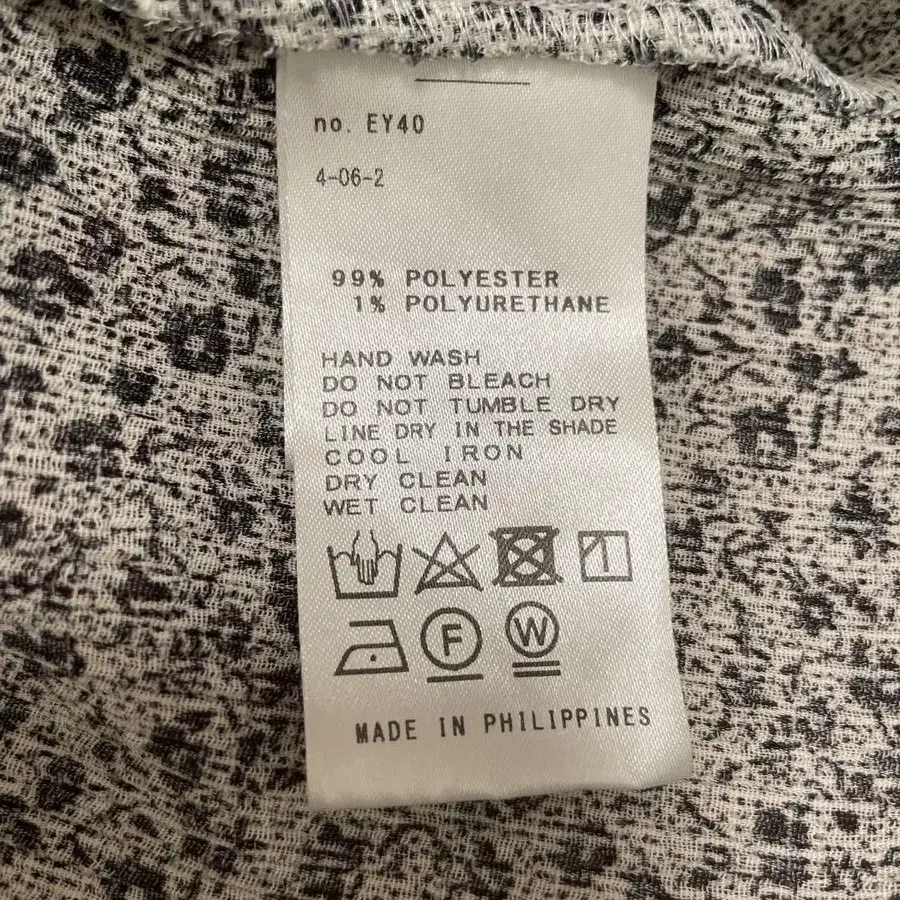 no. EY40
4-06-2
99% POLYESTER
1% POLYURETHANE
HAND WASH
DO NOT BLEACH
DO NOT TUMBLE DRY
LINE DRY IN THE SHADE
COOL IRON
DRY CLEAN
WET CLEAN
F W
MADE IN PHILIPPINES